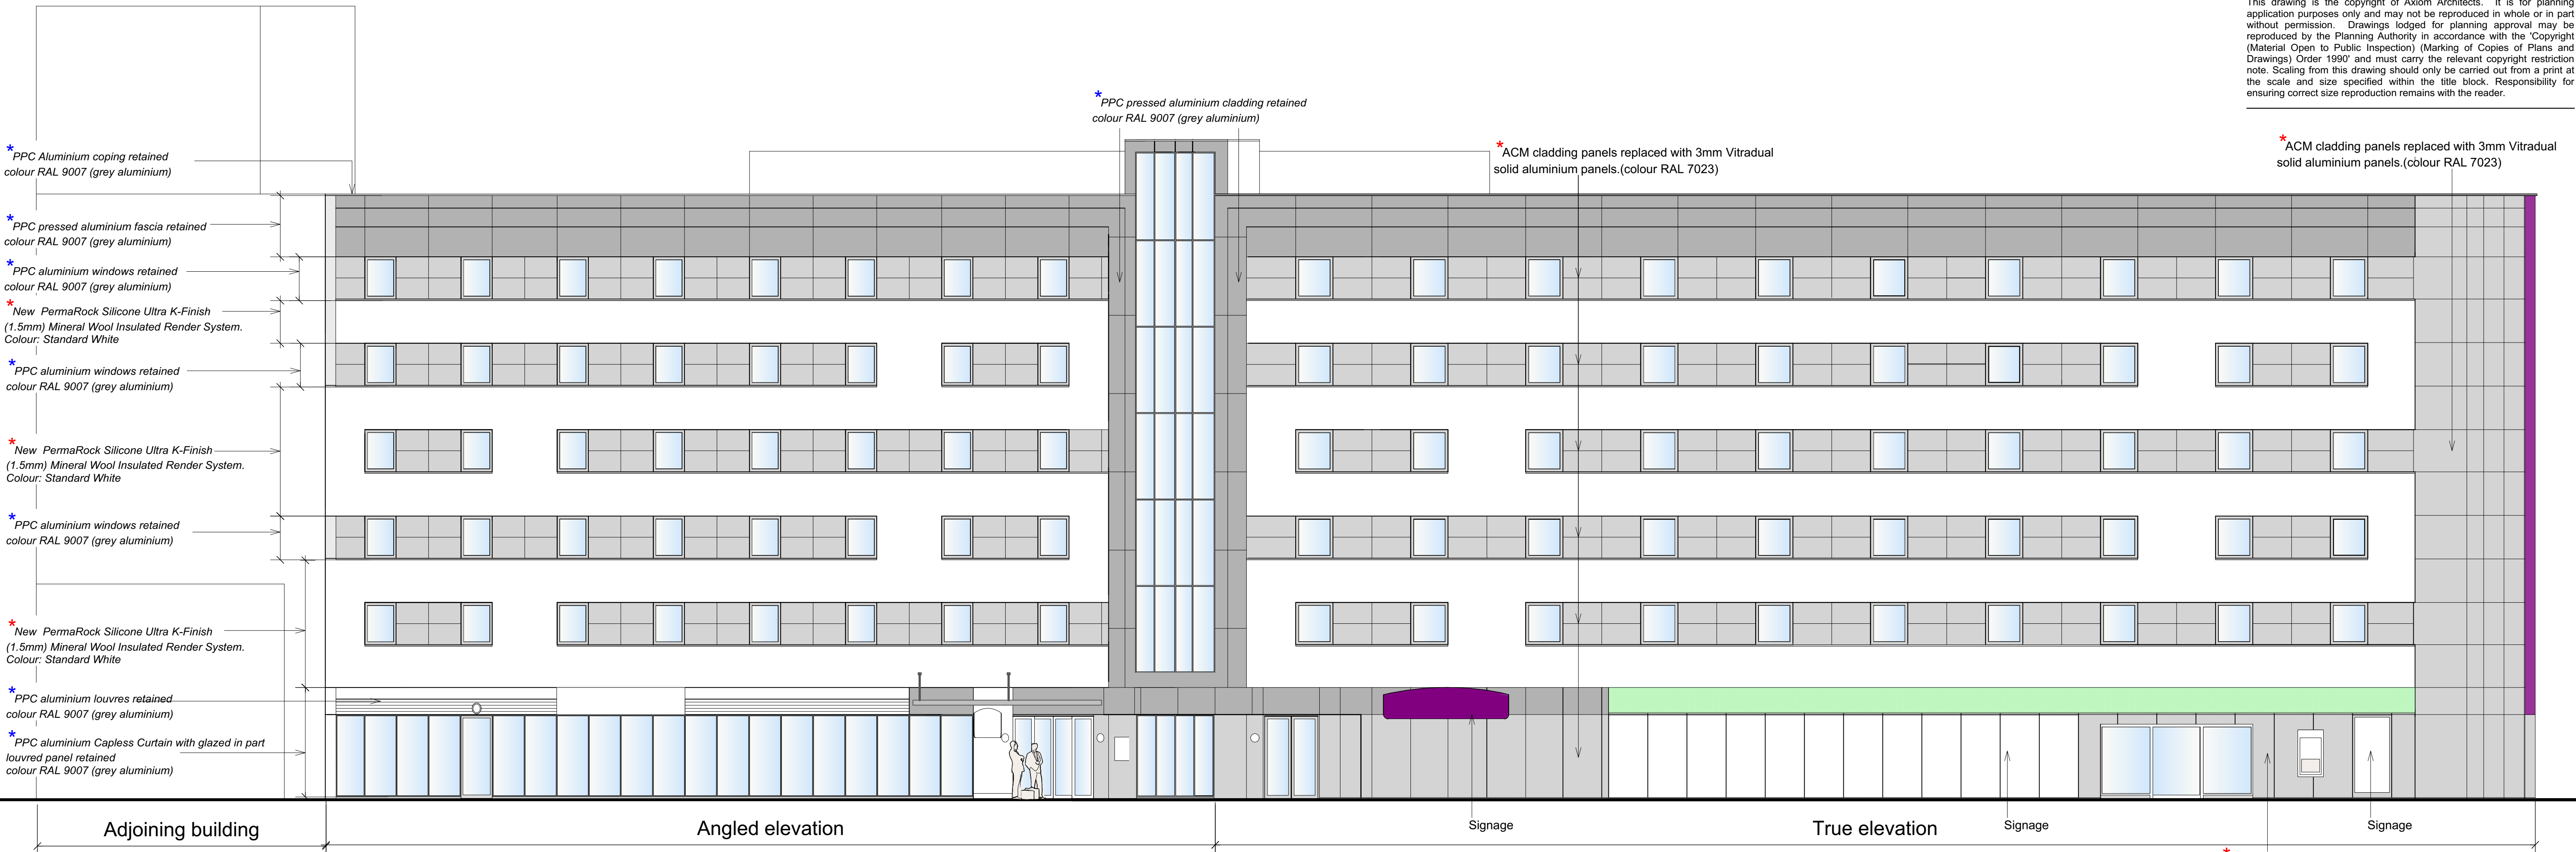 This drawing is the copyright of Axiom Architects. It is for planning
application purposes only and may not be reproduced in whole or in part
without permission. Drawings lodged for planning approval may be
reproduced by the Planning Authority in accordance with the 'Copyright
(Material Open to Public Inspection) (Marking of Copies of Plans and
Drawings) Order 1990' and must carry the relevant copyright restriction
note. Scaling from this drawing should only be carried out from a print at
the scale and size specified within the title block. Responsibility for
ensuring correct size reproduction remains with the reader.
*PPC pressed aluminium cladding retained
colour RAL 9007 (grey aluminium)
*ACM cladding panels replaced with 3mm Vitradual
solid aluminium panels.(colour RAL 7023)
*ACM cladding panels replaced with 3mm Vitradual
solid aluminium panels.(colour RAL 7023)
*PPC Aluminium coping retained
colour RAL 9007 (grey aluminium)
*PPC pressed aluminium fascia retained
colour RAL 9007 (grey aluminium)
*PPC aluminium windows retained
colour RAL 9007 (grey aluminium)
*New PermaRock Silicone Ultra K-Finish
(1.5mm) Mineral Wool Insulated Render System.
Colour: Standard White
*PPC aluminium windows retained
colour RAL 9007 (grey aluminium)
*New PermaRock Silicone Ultra K-Finish
(1.5mm) Mineral Wool Insulated Render System.
Colour: Standard White
*PPC aluminium windows retained
colour RAL 9007 (grey aluminium)
*New PermaRock Silicone Ultra K-Finish
(1.5mm) Mineral Wool Insulated Render System.
Colour: Standard White
*PPC aluminium louvres retained
colour RAL 9007 (grey aluminium)
*PPC aluminium Capless Curtain with glazed in part
louvred panel retained
colour RAL 9007 (grey aluminium)
Adjoining building
Angled elevation
Signage
True elevation
Signage
Signage
*